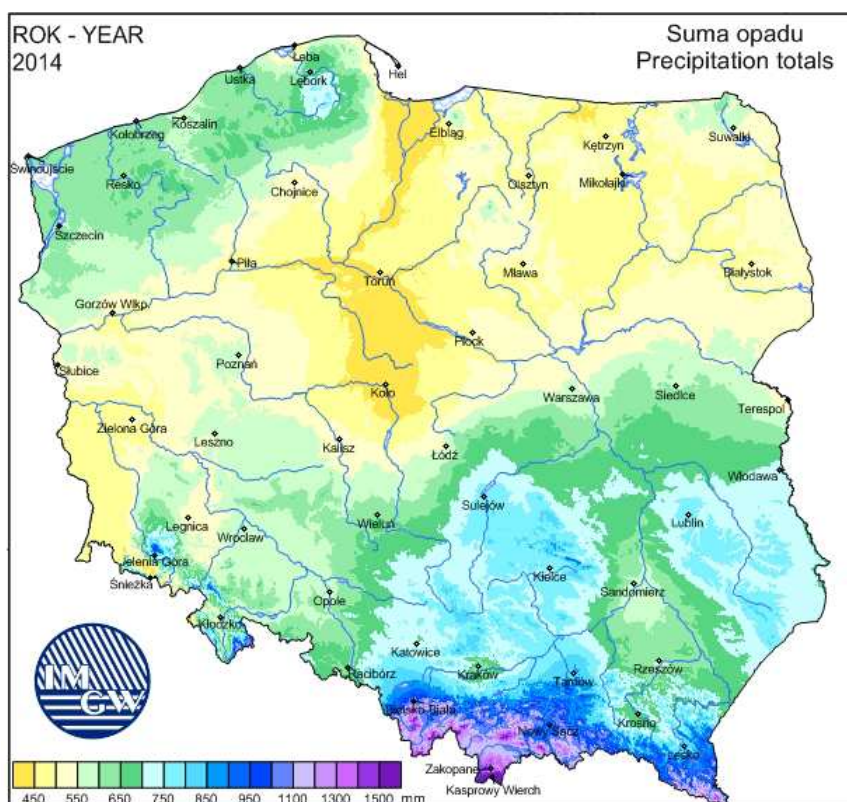 ROK - YEAR
2014
Suma opadu
Precipitation totals
Łeba
Hel
Ustka
Lębork
Kołobrzeg
Koszalin
Elbląg
Suwałki
Kętrzyn
Świnoujście
Resko
Chojnice
Olsztyn
Mikołajki
Szczecin
Piła
Toruń
Mława
Białystok
Gorzów Wlkp.
Płock
Słubice
Poznań
Koło
Warszawa
Siedlce
Terespol
Zielona Góra
Leszno
Kalisz
Łódź
Włodawa
Sulejów
Legnica
Wrocław
Wieluń
Lublin
Jelenia Góra
Śnieżka
Kielce
Opole
Sandomierz
Kłodzko
Katowice
Racibórz
Kraków
Tarnów
Rzeszów
Bielsko-Biała
Nowy Sącz
Krosno
Lesko
Zakopane
Kasprowy Wierch
IM
GW
450 550 650 750 850 950 1100 1300 1500 mm